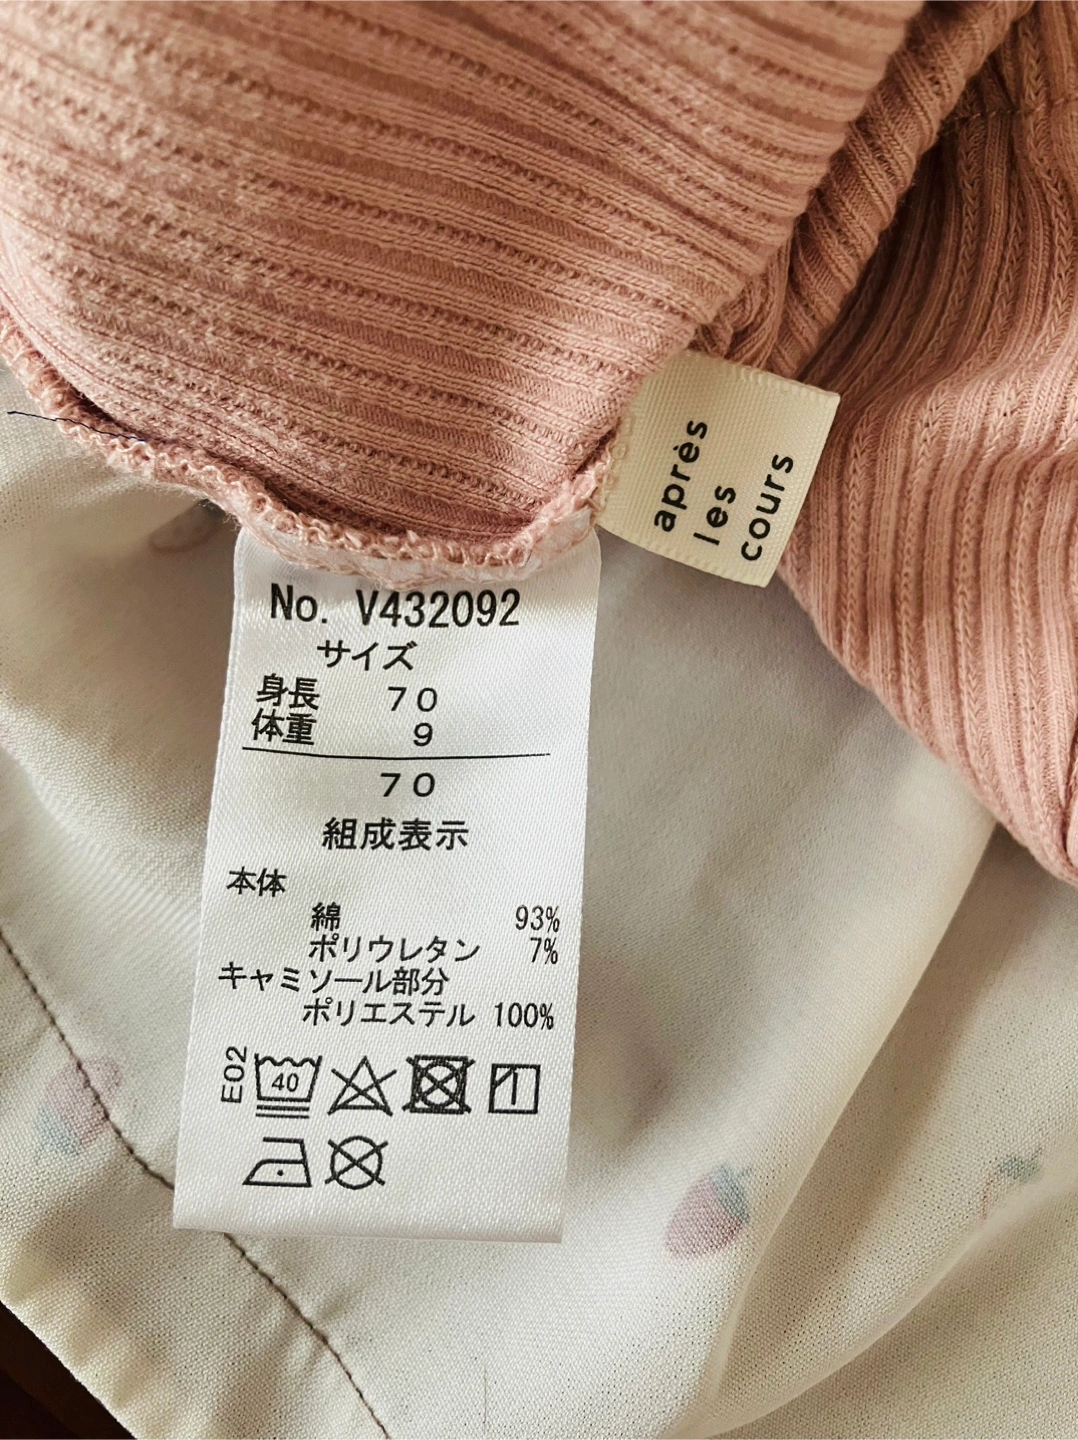 après
les
cours
No. V432092
サイズ
身長 70
体重 9
70
組成表示
本体
綿 93%
ポリウレタン 7%
キャミソール部分
ポリエステル 100%
E02
40